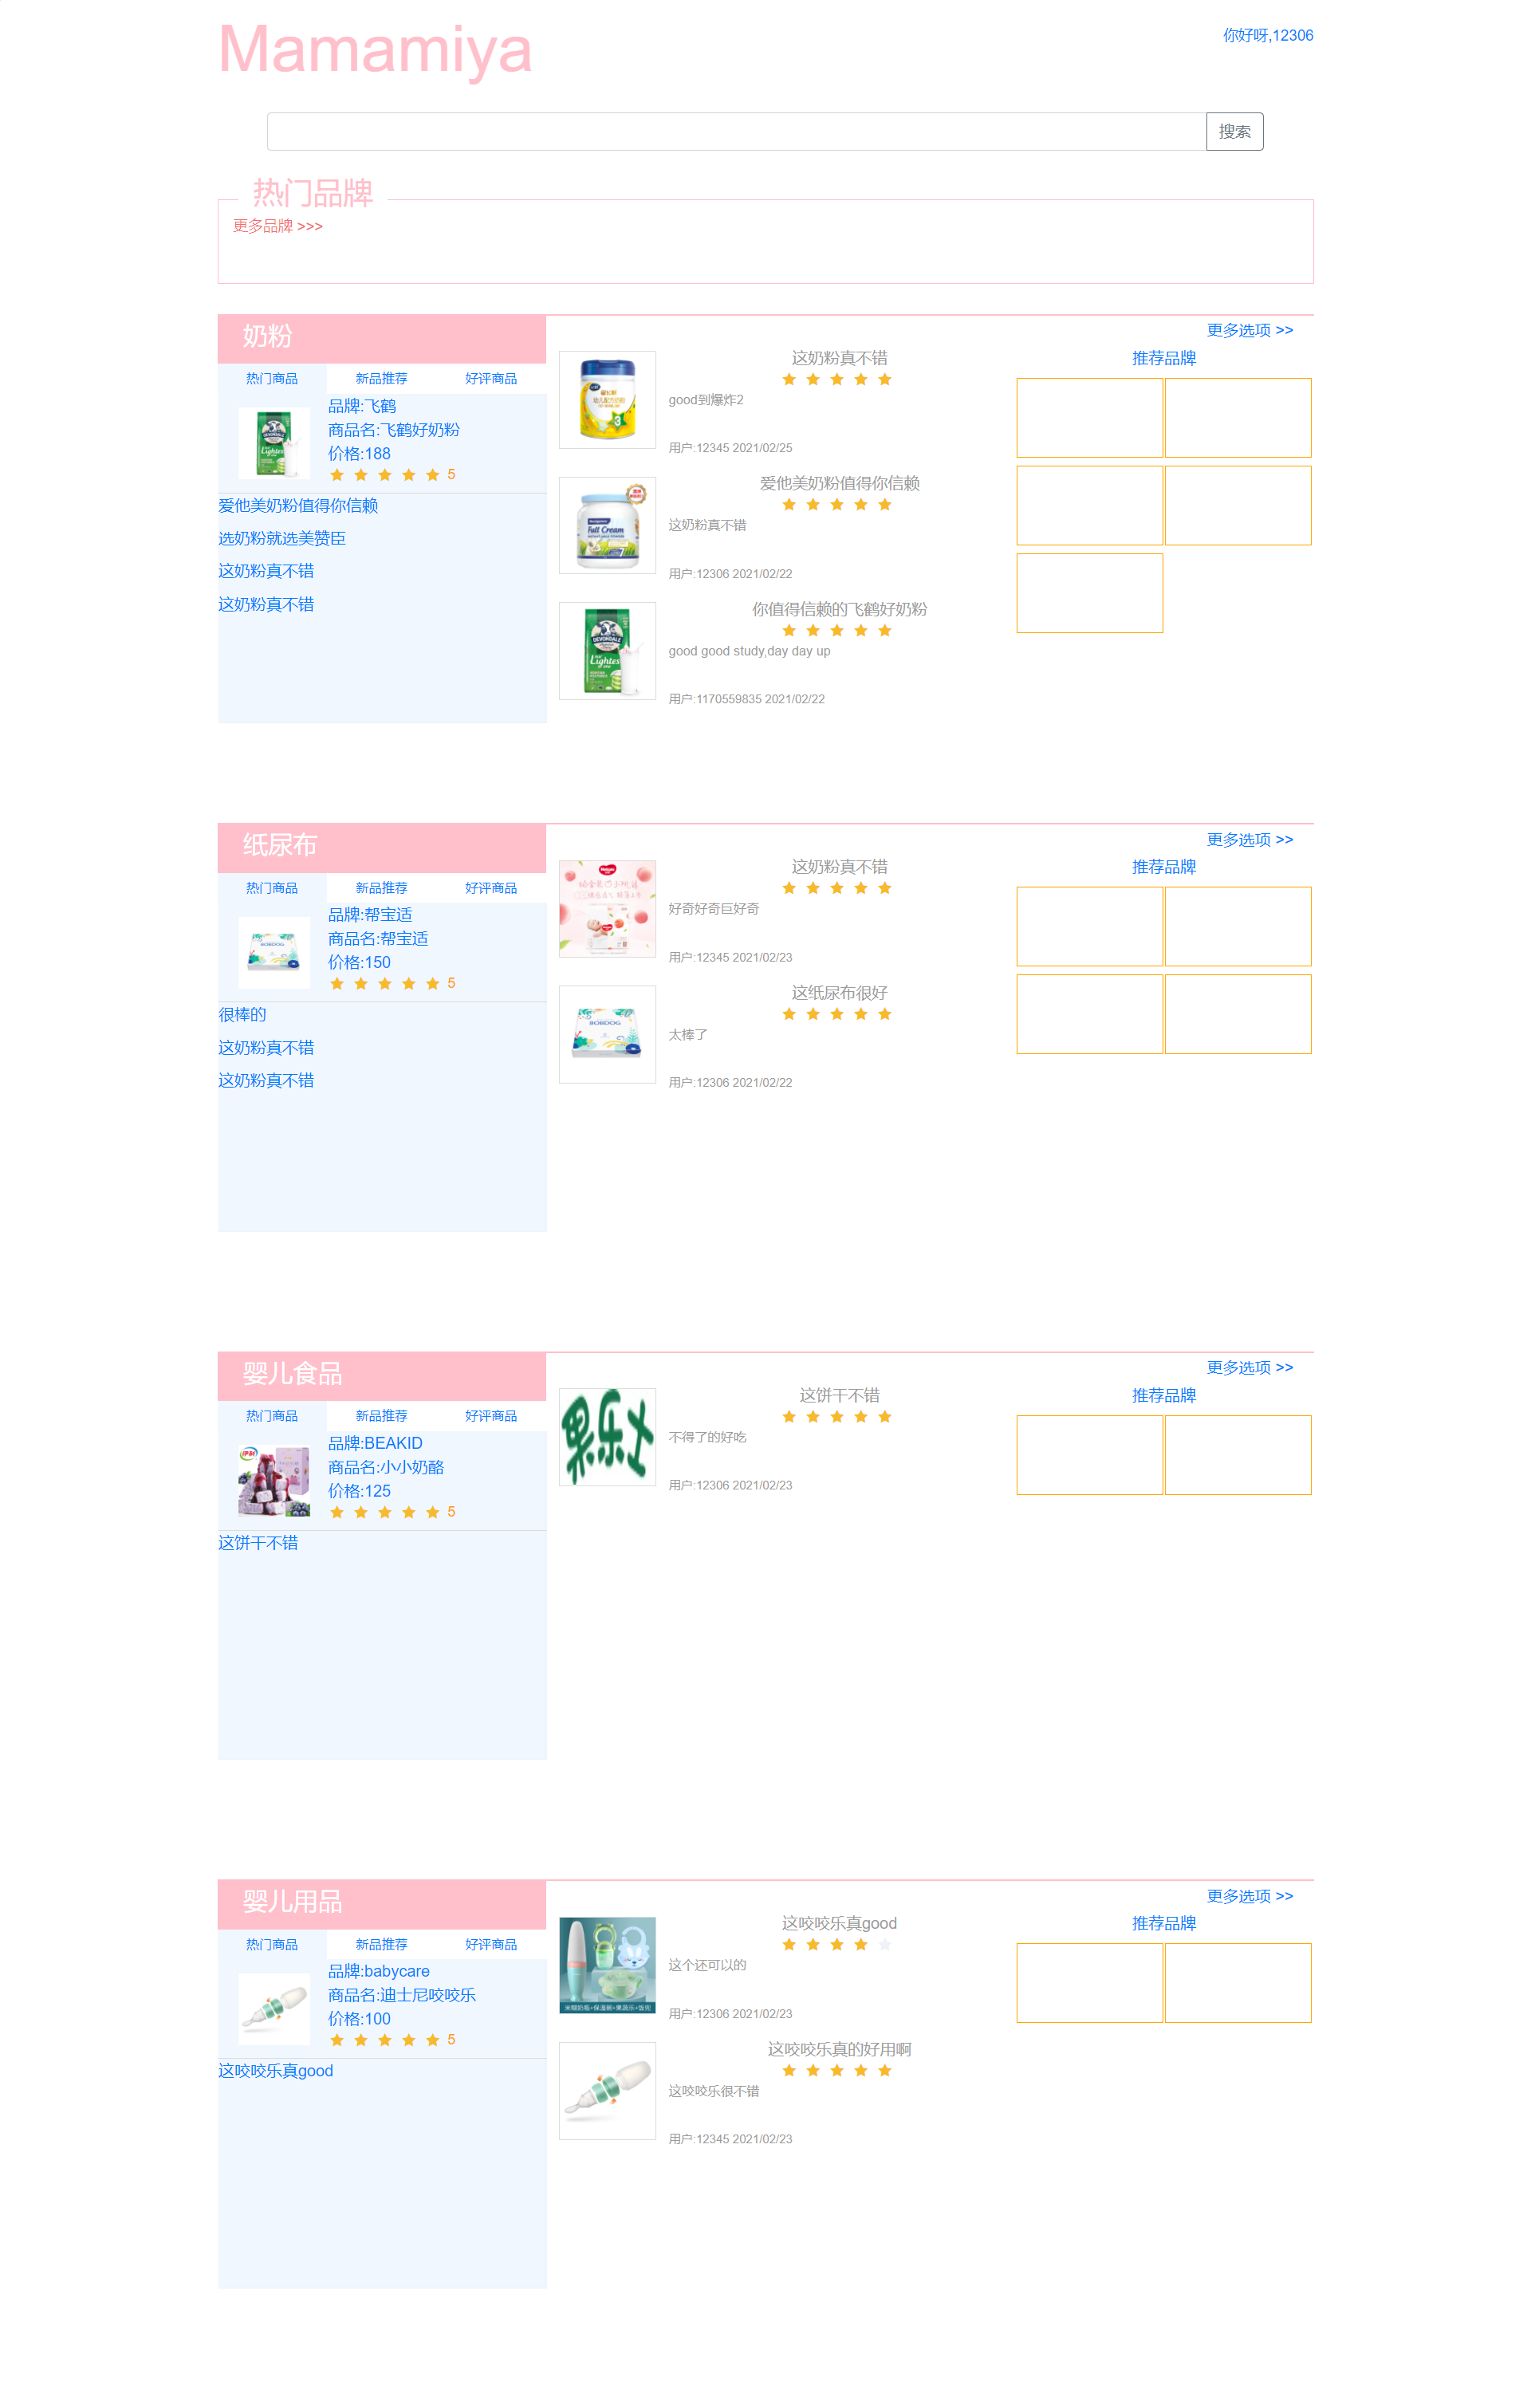 Mamamiya
你好呀,12306
搜索
热门品牌
更多品牌 >>>
奶粉
更多选项 >>
热门商品 新品推荐 好评商品
品牌:飞鹤
商品名:飞鹤好奶粉
价格:188
5
爱他美奶粉值得你信赖
选奶粉就选美赞臣
这奶粉真不错
这奶粉真不错
这奶粉真不错
good到爆炸2
用户:12345 2021/02/25
爱他美奶粉值得你信赖
Full Cream
这奶粉真不错
用户:12306 2021/02/22
你值得信赖的飞鹤好奶粉
DEVONDALE
good good study,day day up
用户:1170559835 2021/02/22
推荐品牌
纸尿布
更多选项 >>
热门商品 新品推荐 好评商品
品牌:帮宝适
商品名:帮宝适
价格:150
5
很棒的
这奶粉真不错
这奶粉真不错
这奶粉真不错
好奇好奇巨好奇
用户:12345 2021/02/23
这纸尿布很好
BOBDOG
太棒了
用户:12306 2021/02/22
推荐品牌
婴儿食品
更多选项 >>
热门商品 新品推荐 好评商品
品牌:BEAKID
商品名:小小奶酪
价格:125
5
这饼干不错
果乐士
这饼干不错
不得了的好吃
用户:12306 2021/02/23
推荐品牌
婴儿用品
更多选项 >>
热门商品 新品推荐 好评商品
品牌:babycare
商品名:迪士尼咬咬乐
价格:100
5
这咬咬乐真good
这咬咬乐真good
这个还可以的
用户:12306 2021/02/23
这咬咬乐真的好用啊
这咬咬乐很不错
用户:12345 2021/02/23
推荐品牌